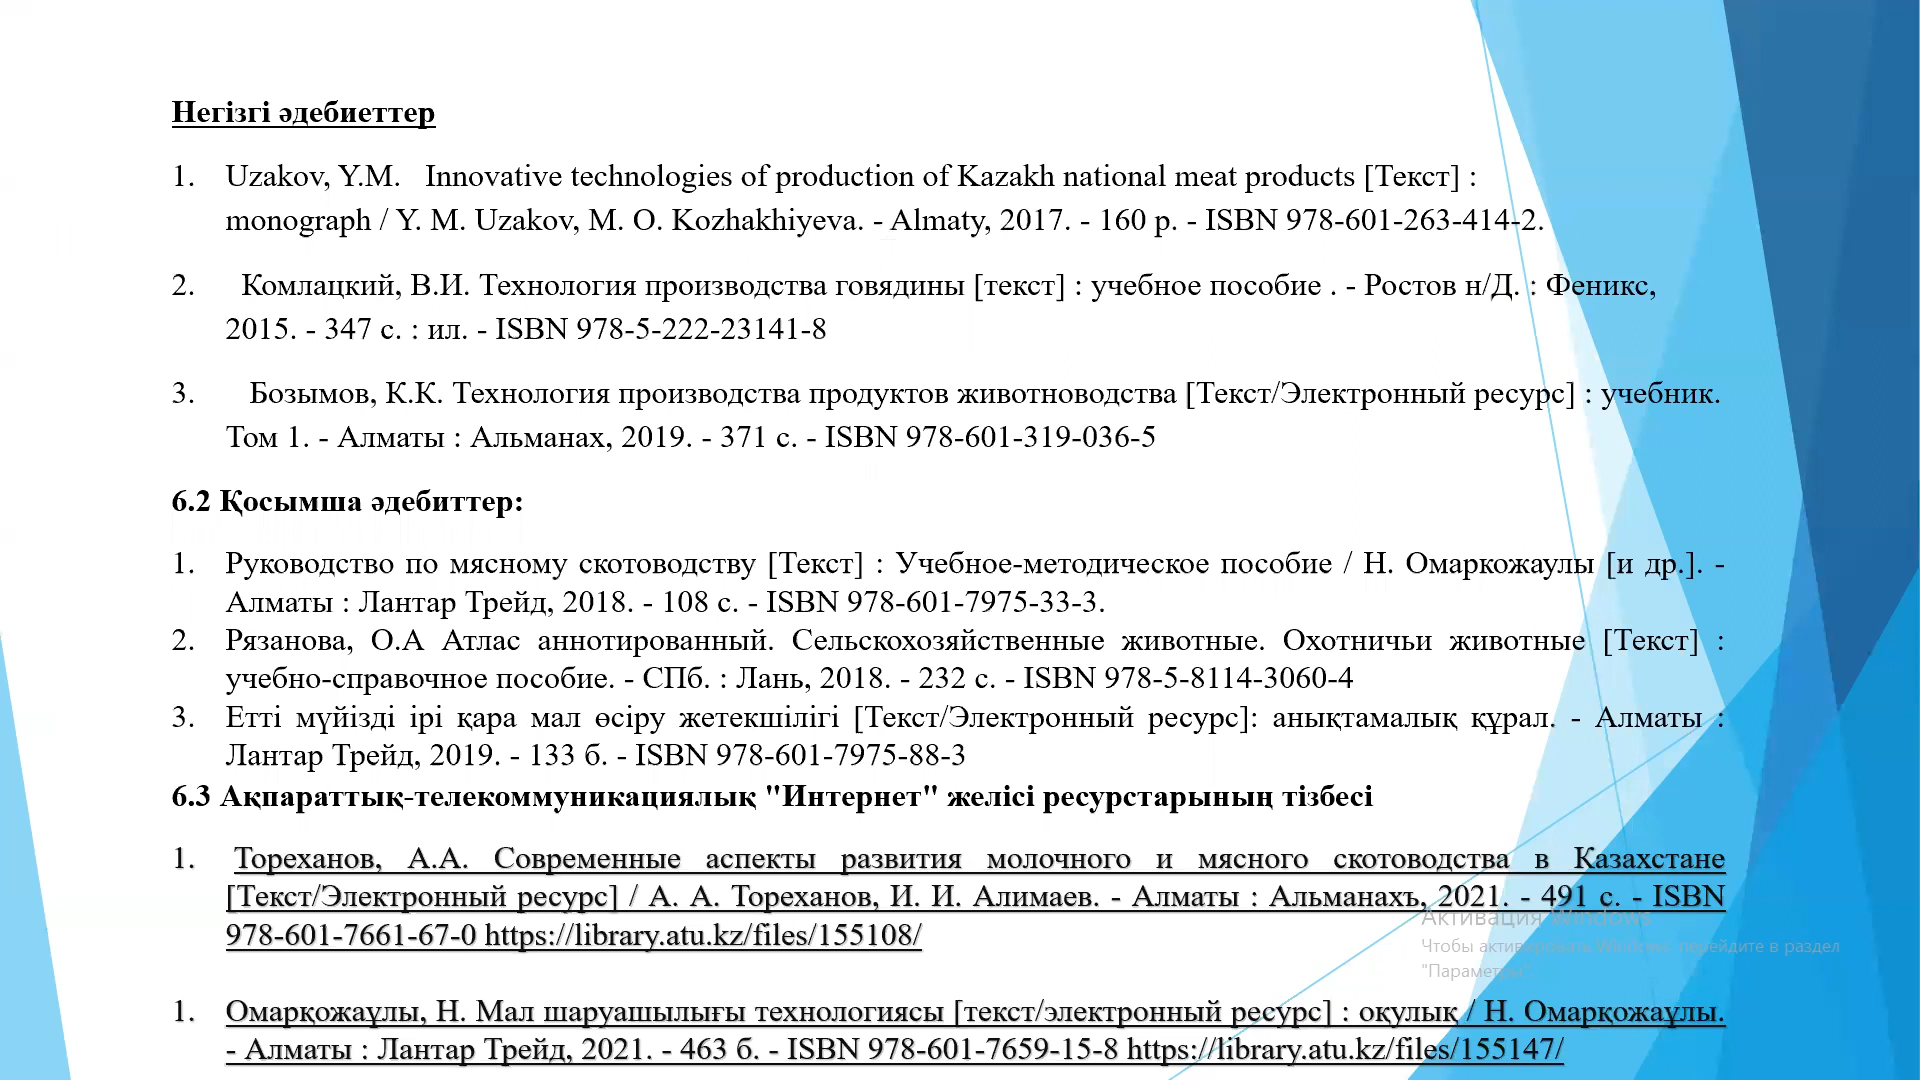 Негізгі әдебиеттер
1. Uzakov, Y.M. Innovative technologies of production of Kazakh national meat products [Текст] :
monograph / Y. M. Uzakov, M. O. Kozhakhiyeva. - Almaty, 2017. - 160 p. - ISBN 978-601-263-414-2.
2. Комлацкий, В.И. Технология производства говядины [текст] : учебное пособие . - Ростов н/Д. : Феникс,
2015. - 347 с. : ил. - ISBN 978-5-222-23141-8
3. Бозымов, К.К. Технология производства продуктов животноводства [Текст/Электронный ресурс] : учебник.
Том 1. - Алматы : Альманах, 2019. - 371 с. - ISBN 978-601-319-036-5
6.2 Қосымша әдебиттер:
1. Руководство по мясному скотоводству [Текст] : Учебное-методическое пособие / Н. Омаркожаулы [и др.]. -
Алматы : Лантар Трейд, 2018. - 108 с. - ISBN 978-601-7975-33-3.
2. Рязанова, О.А Атлас аннотированный. Сельскохозяйственные животные. Охотничьи животные [Текст] :
учебно-справочное пособие. - СПб. : Лань, 2018. - 232 с. - ISBN 978-5-8114-3060-4
3. Етті мүйізді ірі қара мал өсіру жетекшілігі [Текст/Электронный ресурс]: анықтамалық құрал. - Алматы :
Лантар Трейд, 2019. - 133 б. - ISBN 978-601-7975-88-3
6.3 Ақпараттық-телекоммуникациялық "Интернет" желісі ресурстарының тізбесі
1. Тореханов, А.А. Современные аспекты развития молочного и мясного скотоводства в Казахстане
[Текст/Электронный ресурс] / А. А. Тореханов, И. И. Алимаев. - Алматы : Альманахъ, 2021. - 491 с. - ISBN
978-601-7661-67-0 https://library.atu.kz/files/155108/
Активация Windows
Чтобы активировать Windows, перейдите в раздел
"Параметры".
1. Омарқожаұлы, Н. Мал шаруашылығы технологиясы [текст/электронный ресурс] : оқулық / Н. Омарқожаұлы.
- Алматы : Лантар Трейд, 2021. - 463 б. - ISBN 978-601-7659-15-8 https://library.atu.kz/files/155147/